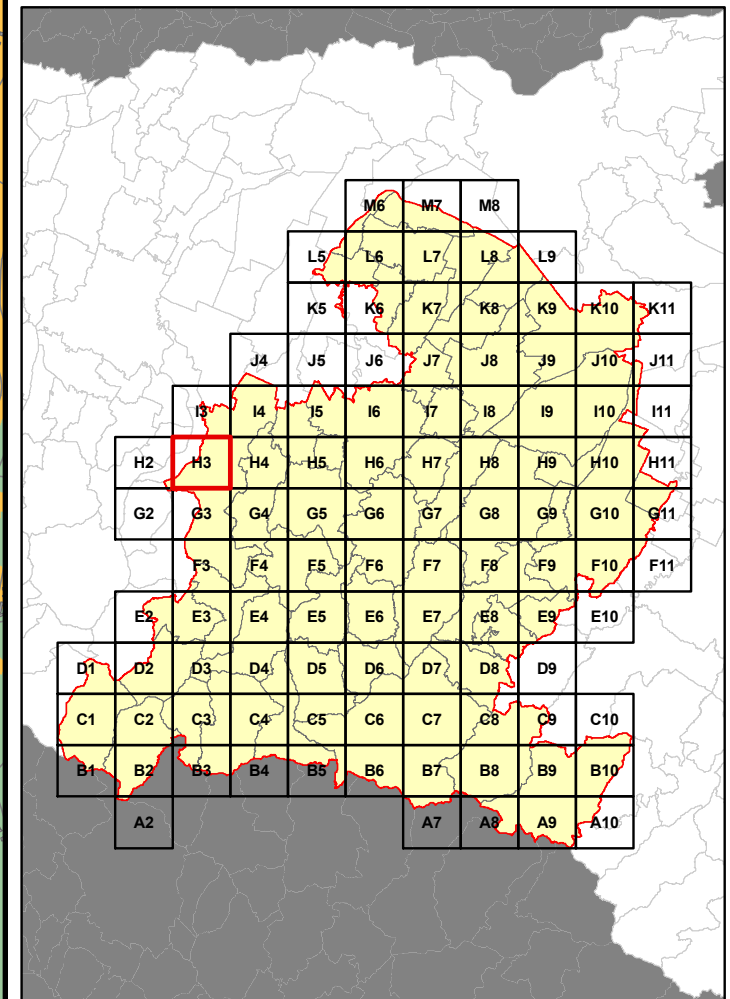 M6 M7 M8
L5 L6 L7 L8 L9
K5 K6 K7 K8 K9 K10 K11
J4 J5 J6 J7 J8 J9 J10 J11
I3 I4 I5 I6 I7 I8 I9 I10 I11
H2 H3 H4 H5 H6 H7 H8 H9 H10 H11
G2 G3 G4 G5 G6 G7 G8 G9 G10 G11
F3 F4 F5 F6 F7 F8 F9 F10 F11
E2 E3 E4 E5 E6 E7 E8 E9 E10
D1 D2 D3 D4 D5 D6 D7 D8 D9
C1 C2 C3 C4 C5 C6 C7 C8 C9 C10
B1 B2 B3 B4 B5 B6 B7 B8 B9 B10
A2 A7 A8 A9 A10